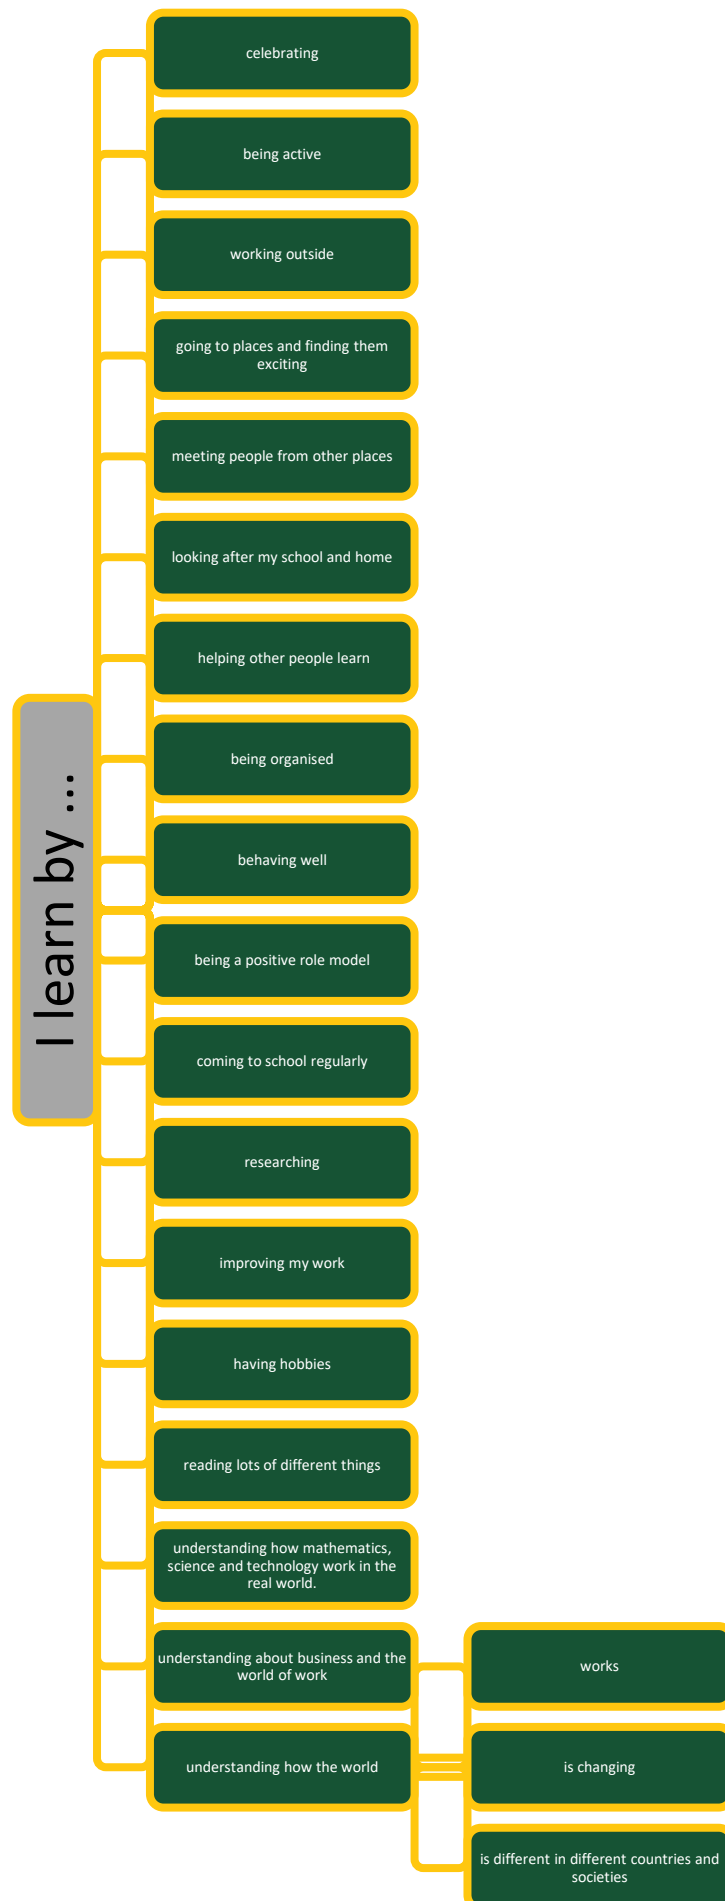 I learn by ...
celebrating
being active
working outside
going to places and finding them
exciting
meeting people from other places
looking after my school and home
helping other people learn
being organised
behaving well
being a positive role model
coming to school regularly
researching
improving my work
having hobbies
reading lots of different things
understanding how mathematics,
science and technology work in the
real world.
understanding about business and the
world of work
understanding how the world
works
is changing
is different in different countries and
societies